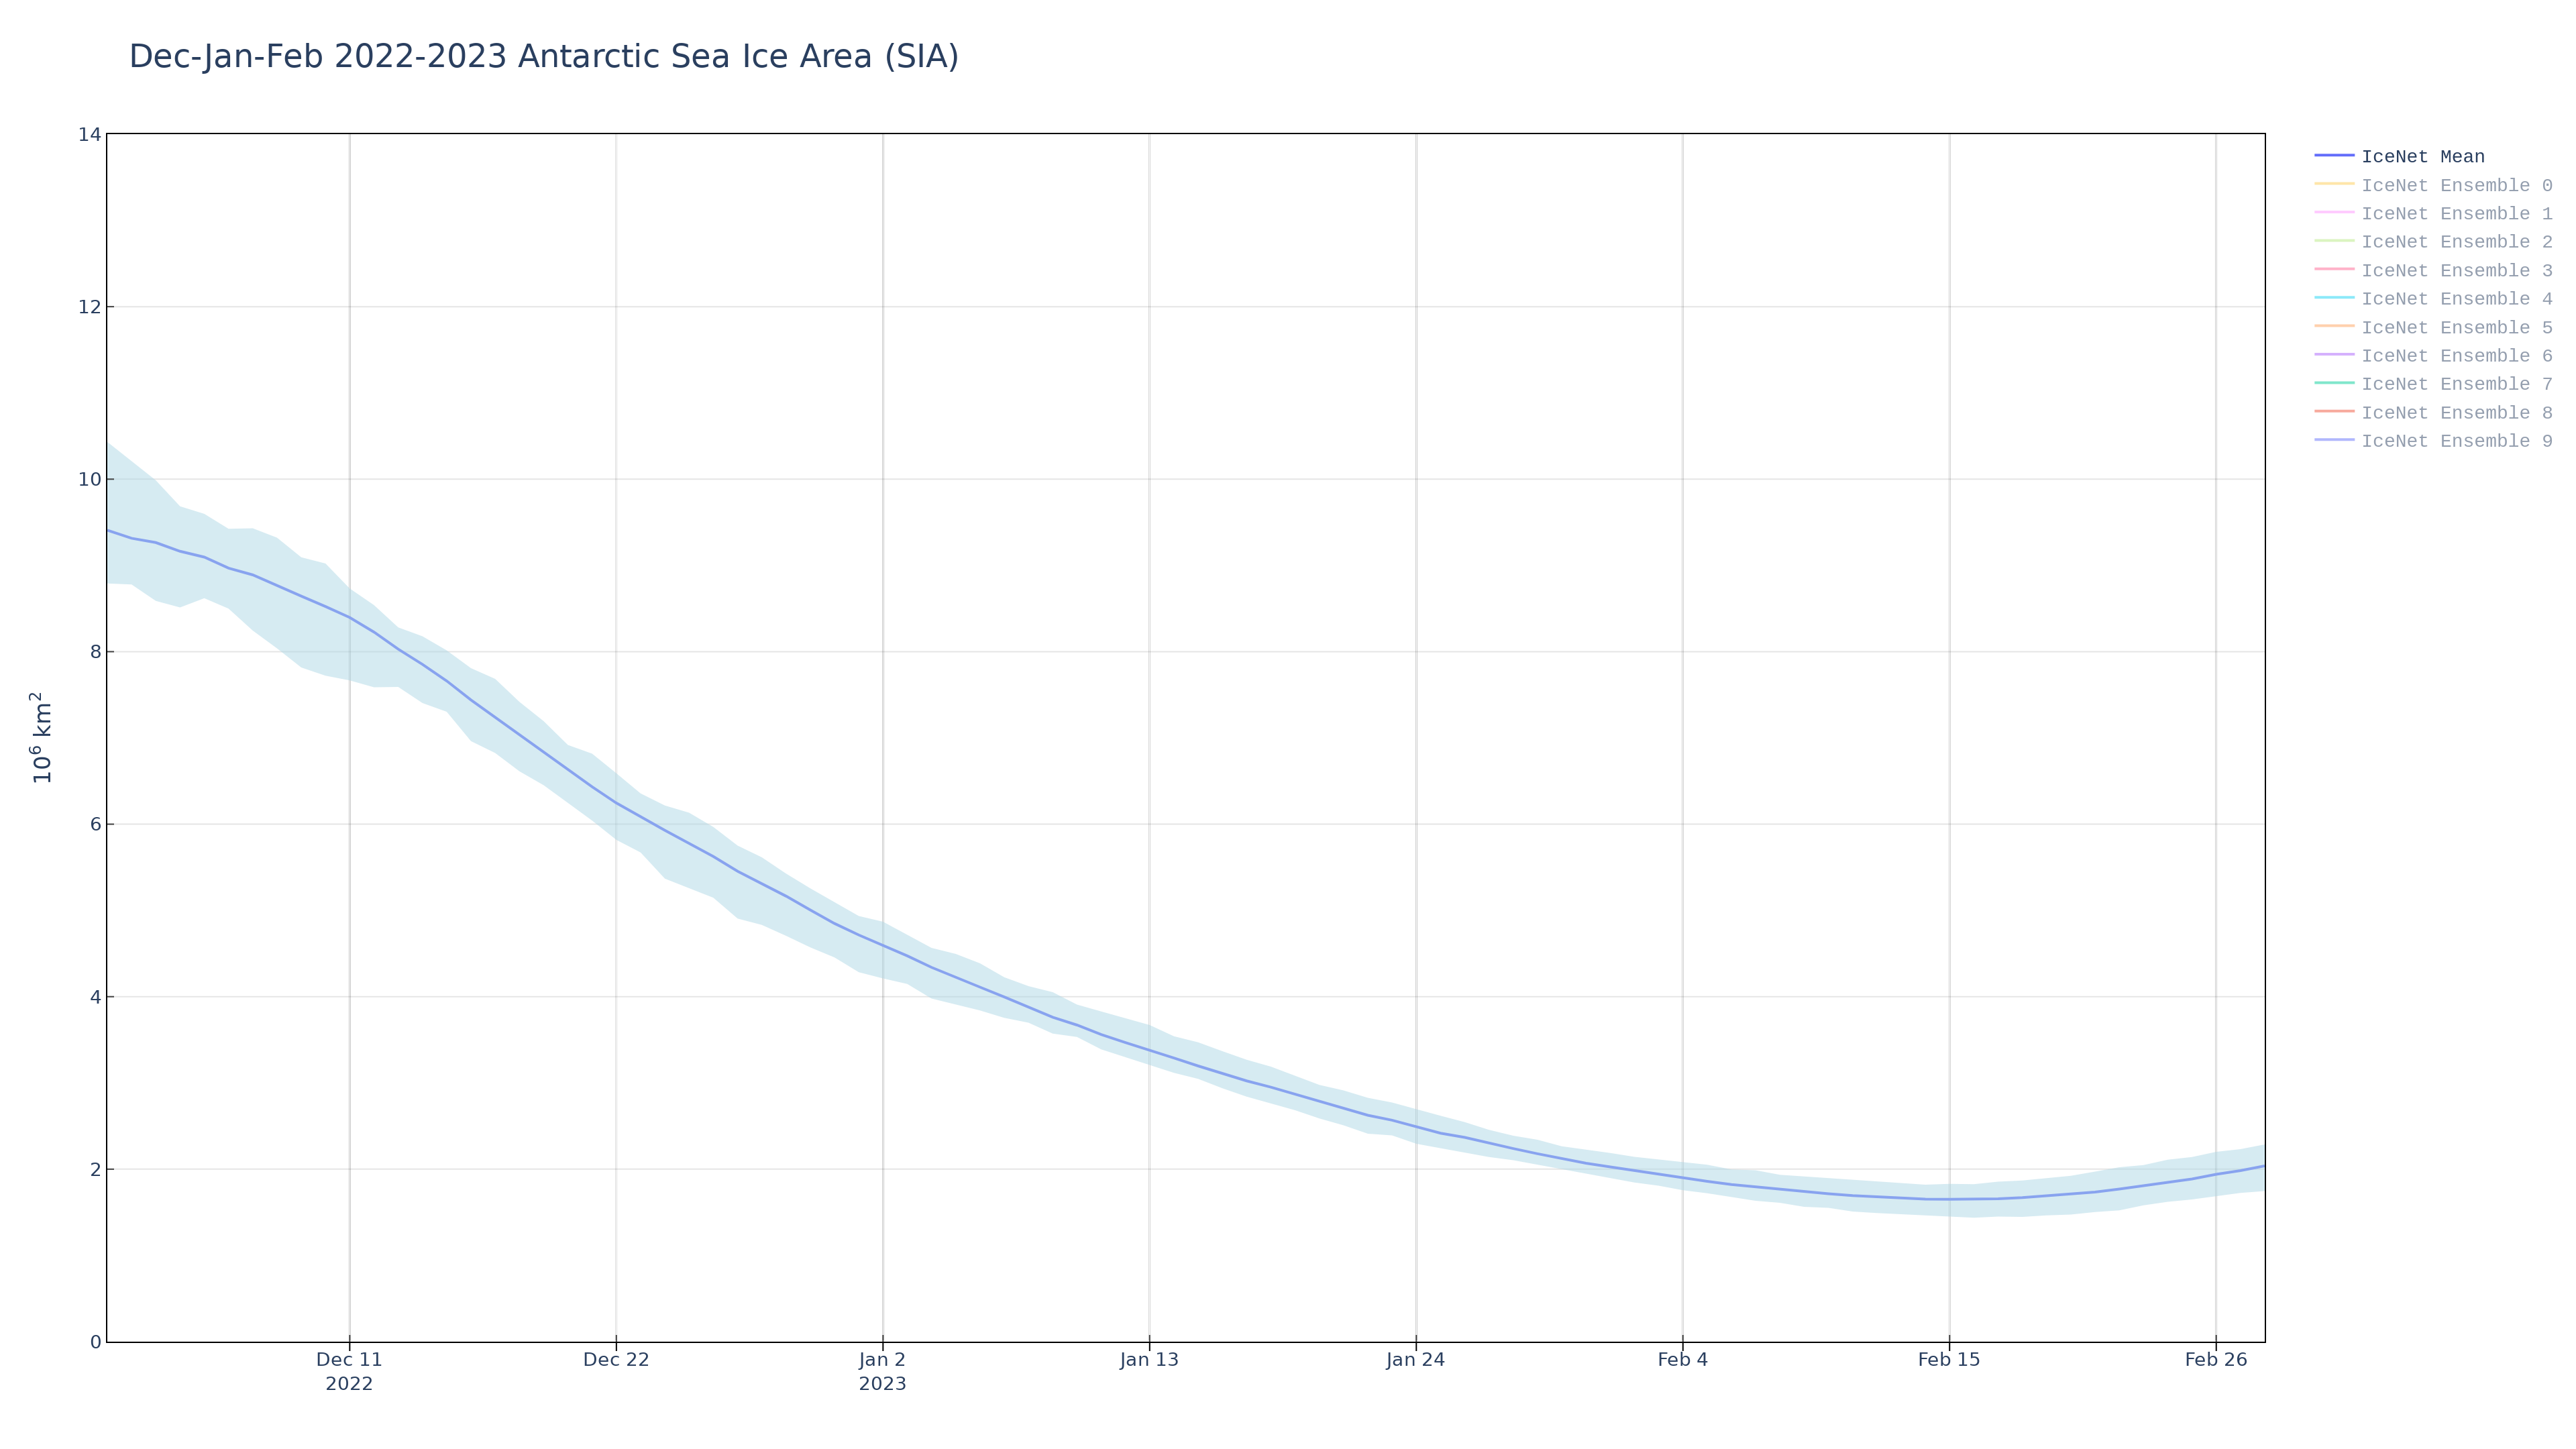 Dec-Jan-Feb 2022-2023 Antarctic Sea Ice Area (SIA)
14
12
10
8
6
4
2
0
10⁶ km²
Dec 11
2022
Dec 22
Jan 2
2023
Jan 13
Jan 24
Feb 4
Feb 15
Feb 26
IceNet Mean
IceNet Ensemble 0
IceNet Ensemble 1
IceNet Ensemble 2
IceNet Ensemble 3
IceNet Ensemble 4
IceNet Ensemble 5
IceNet Ensemble 6
IceNet Ensemble 7
IceNet Ensemble 8
IceNet Ensemble 9